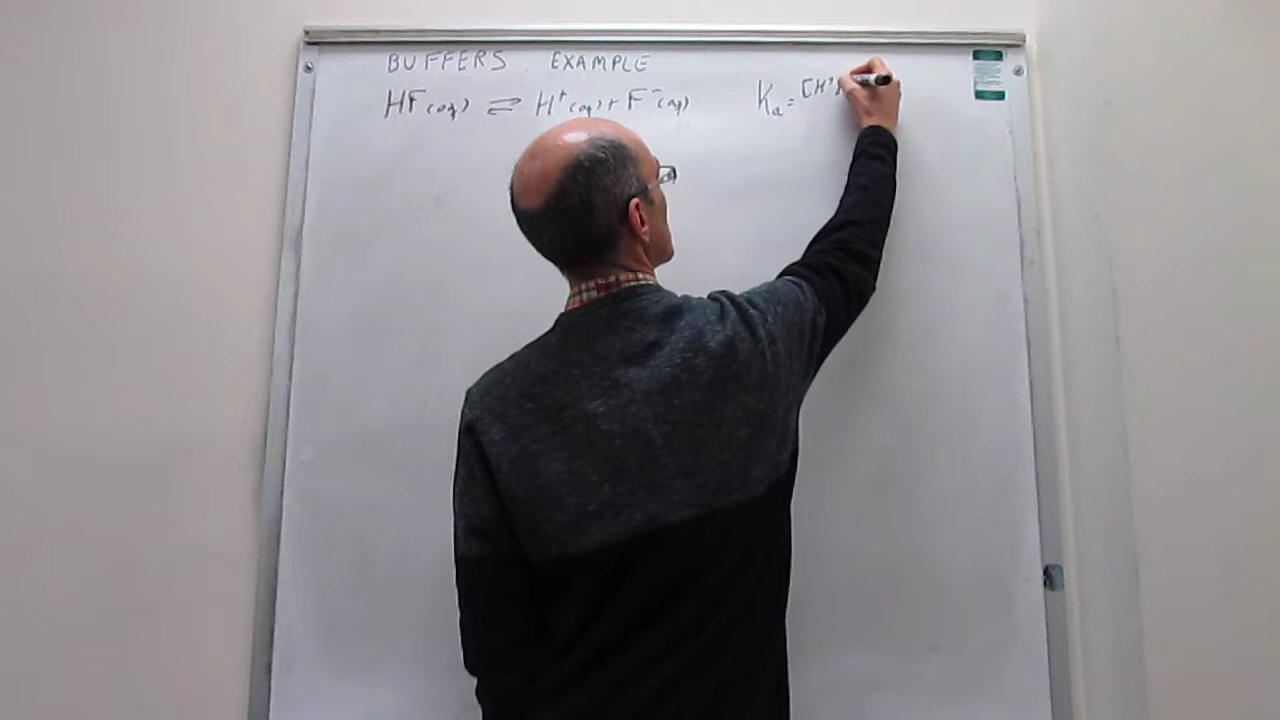 BUFFERS EXAMPLE
HF(aq) ⇌ H⁺(aq) + F⁻(aq) Kₐ = [H⁺]